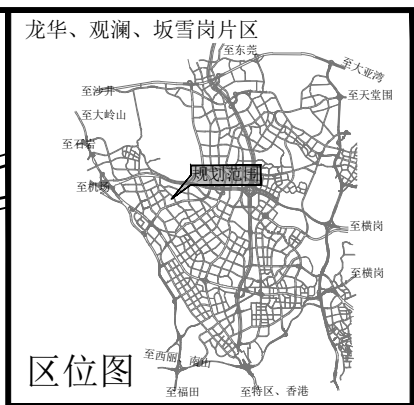 龙华、观澜、坂雪岗片区
至东莞
至大亚湾
至沙井
至天堂围
至大岭山
至石岩
规划范围
至机场
至横岗
至横岗
至西丽、南山
区位图
至福田
至特区、香港